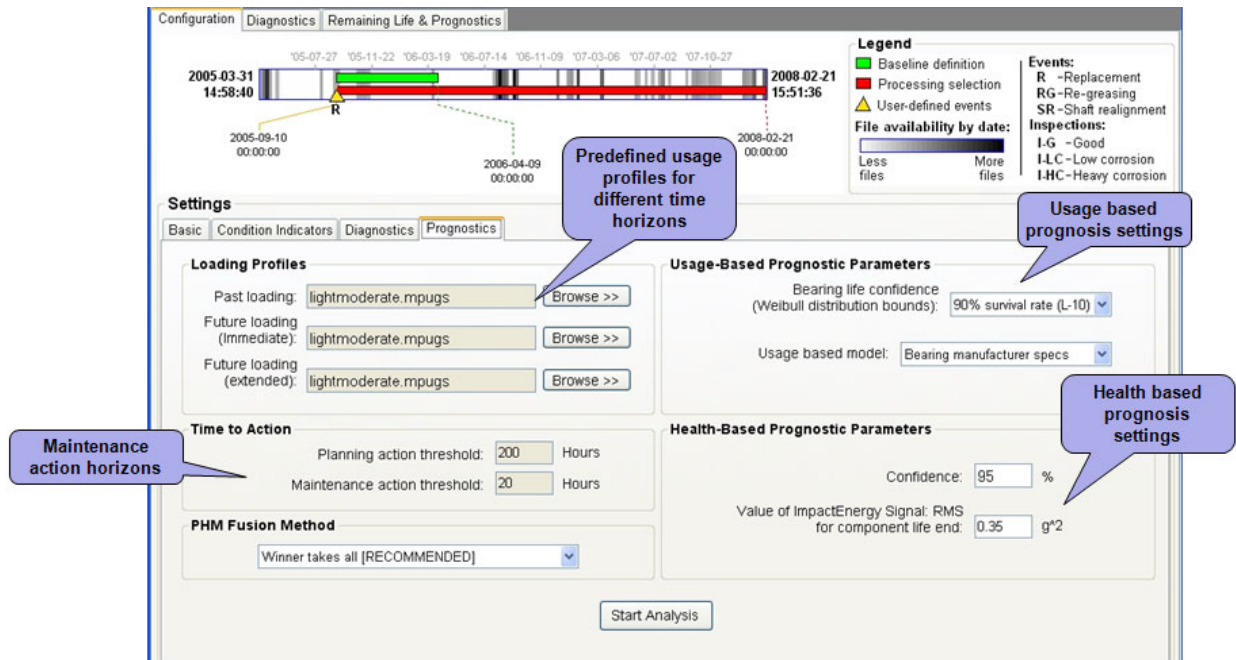 Configuration
Diagnostics
Remaining Life & Prognostics
'05-07-27 '05-11-22 '06-03-19 '06-07-14 '06-11-09 '07-03-06 '07-07-02 '07-10-27
2005-03-31
14:58:40
2008-02-21
15:51:36
R
2005-09-10
00:00:00
2006-04-09
00:00:00
2008-02-21
00:00:00
Legend
Baseline definition
Processing selection
User-defined events
File availability by date:
Less
files
More
files
Events:
R -Replacement
RG-Re-greasing
SR-Shaft realignment
Inspections:
I-G -Good
I-LC-Low corrosion
I-HC-Heavy corrosion
Predefined usage
profiles for
different time
horizons
Usage based
prognosis settings
Settings
Basic
Condition Indicators
Diagnostics
Prognostics
Loading Profiles
Past loading: lightmoderate.mpugs Browse >>
Future loading
(Immediate): lightmoderate.mpugs Browse >>
Future loading
(extended): lightmoderate.mpugs Browse >>
Usage-Based Prognostic Parameters
Bearing life confidence
(Weibull distribution bounds): 90% survival rate (L-10)
Usage based model: Bearing manufacturer specs
Health based
prognosis
settings
Maintenance
action horizons
Time to Action
Planning action threshold: 200 Hours
Maintenance action threshold: 20 Hours
Health-Based Prognostic Parameters
Confidence: 95 %
Value of ImpactEnergy Signal: RMS
for component life end: 0.35 g^2
PHM Fusion Method
Winner takes all [RECOMMENDED]
Start Analysis